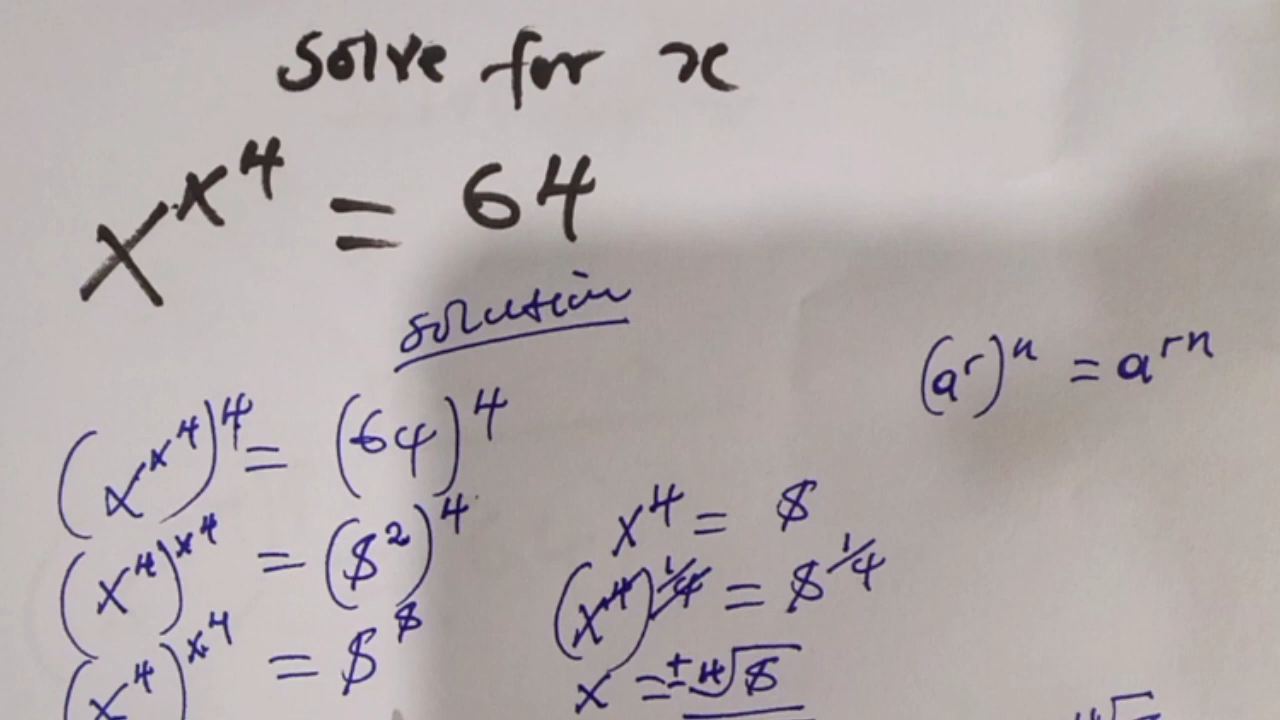 Solve for x
x^{x^4} = 64
solution
(a^r)^n = a^{rn}
(x^{x^4})^4 = (64)^4
(x^4)^{x^4} = (8^2)^4
(x^4)^{x^4} = 8^8
x^4 = 8
(x^4)^{1/4} = 8^{1/4}
x = ±∜8